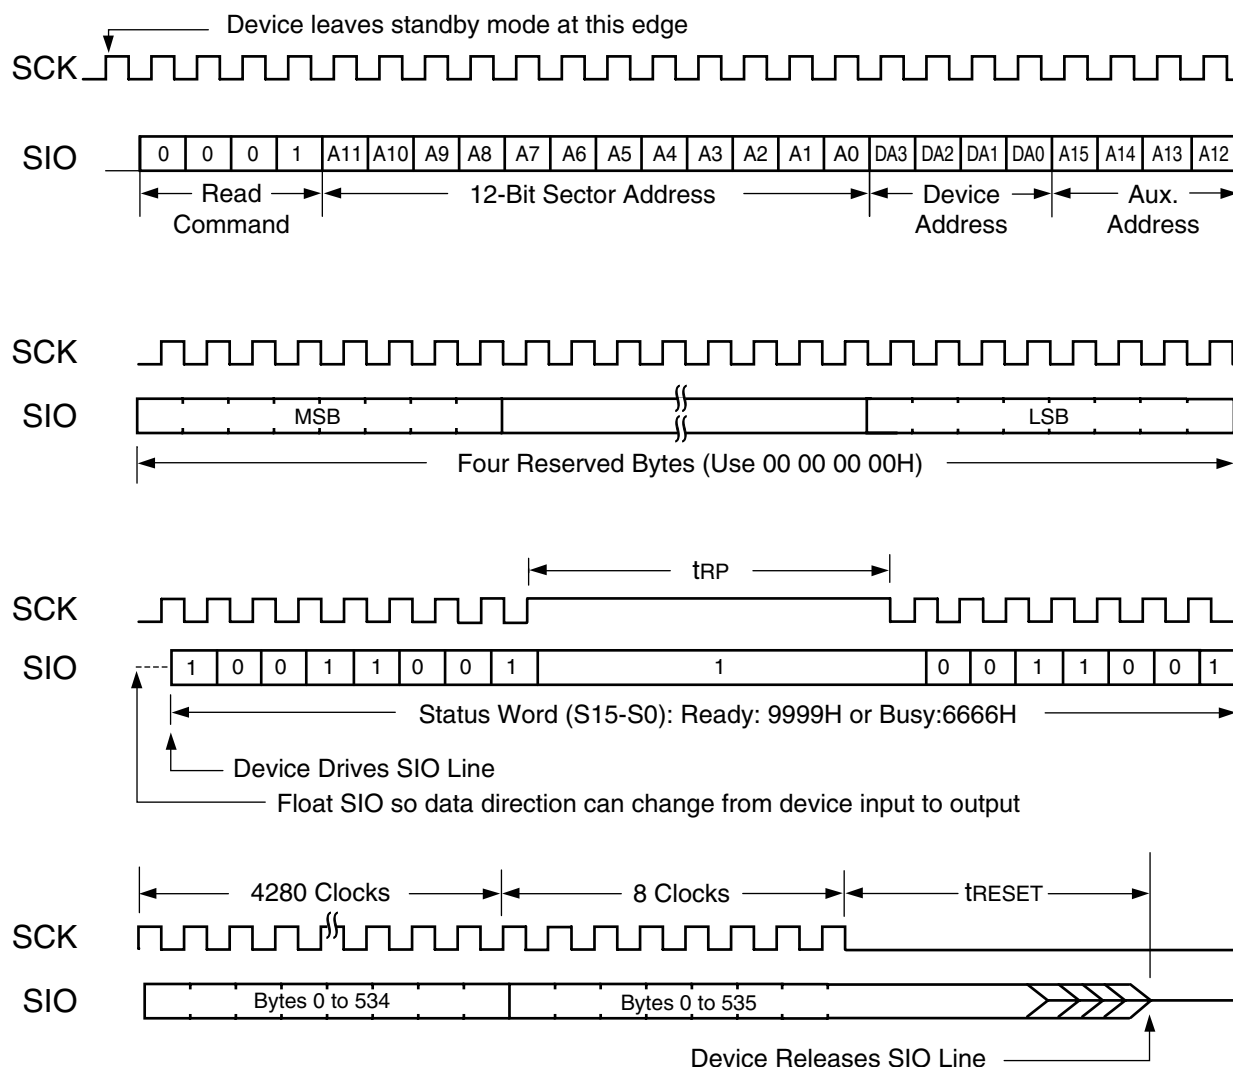 Device leaves standby mode at this edge
SCK
SIO 0 0 0 1 A11 A10 A9 A8 A7 A6 A5 A4 A3 A2 A1 A0 DA3 DA2 DA1 DA0 A15 A14 A13 A12
Read Command
12-Bit Sector Address
Device Address
Aux. Address
SCK
SIO MSB LSB
Four Reserved Bytes (Use 00 00 00 00H)
tRP
SCK
SIO 1 0 0 1 1 0 0 1 1 0 0 1 1 0 0 1
Status Word (S15-S0): Ready: 9999H or Busy:6666H
Device Drives SIO Line
Float SIO so data direction can change from device input to output
4280 Clocks 8 Clocks tRESET
SCK
SIO Bytes 0 to 534 Bytes 0 to 535
Device Releases SIO Line